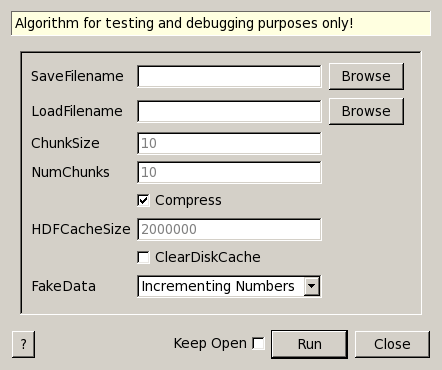 Algorithm for testing and debugging purposes only!
SaveFilename Browse
LoadFilename Browse
ChunkSize 10
NumChunks 10
Compress
HDFCacheSize 2000000
ClearDiskCache
FakeData Incrementing Numbers
? Keep Open Run Close